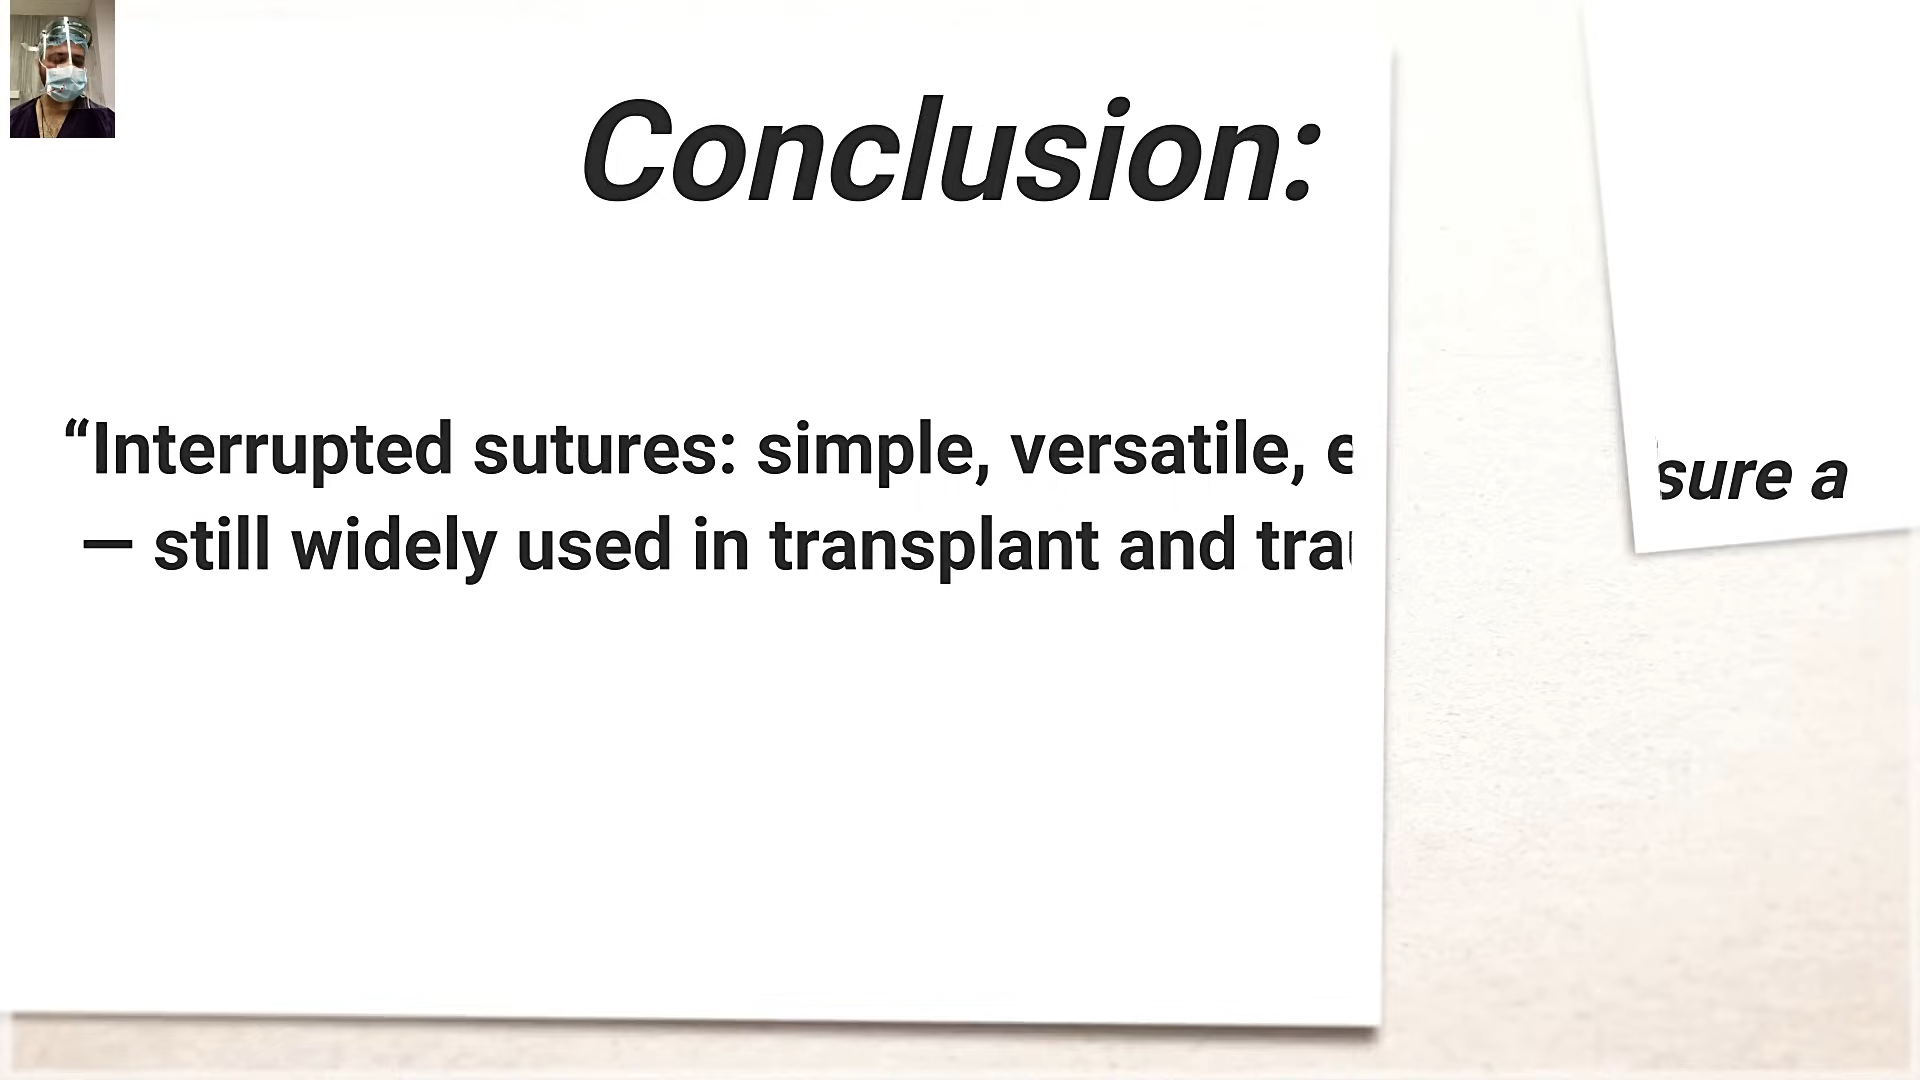 Conclusion:
“Interrupted sutures: simple, versatile,
— still widely used in transplant and
sure a